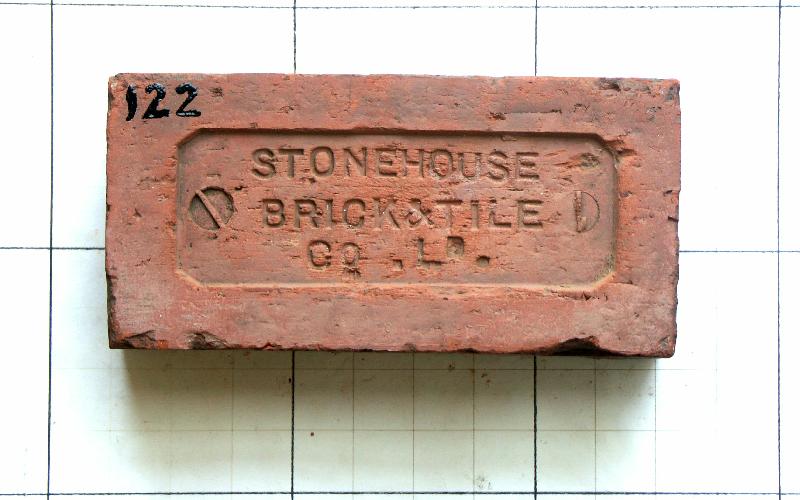 122
STONEHOUSE
BRICK & TILE
Co. LD.